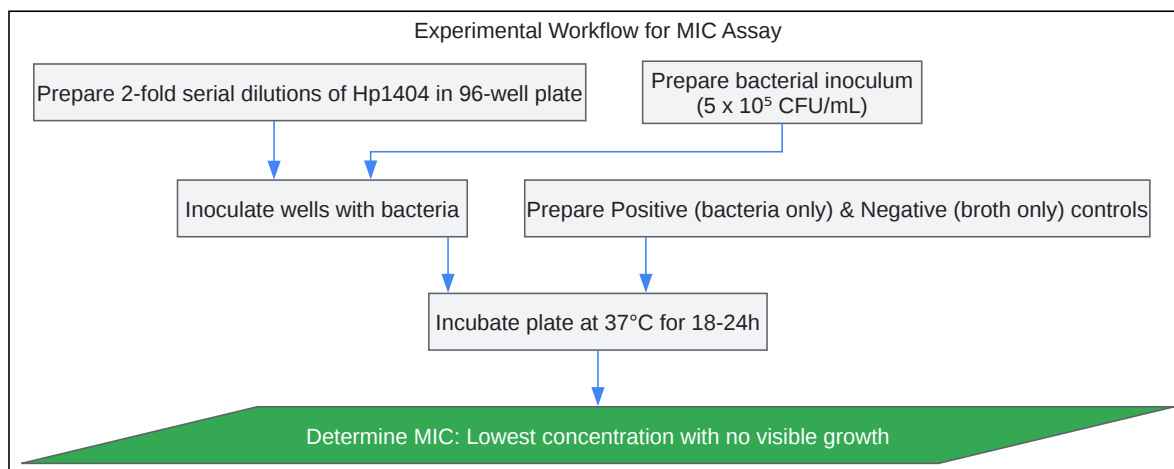 Experimental Workflow for MIC Assay
Prepare 2-fold serial dilutions of Hp1404 in 96-well plate
Prepare bacterial inoculum
(5 x 10⁵ CFU/mL)
Inoculate wells with bacteria
Prepare Positive (bacteria only) & Negative (broth only) controls
Incubate plate at 37°C for 18-24h
Determine MIC: Lowest concentration with no visible growth